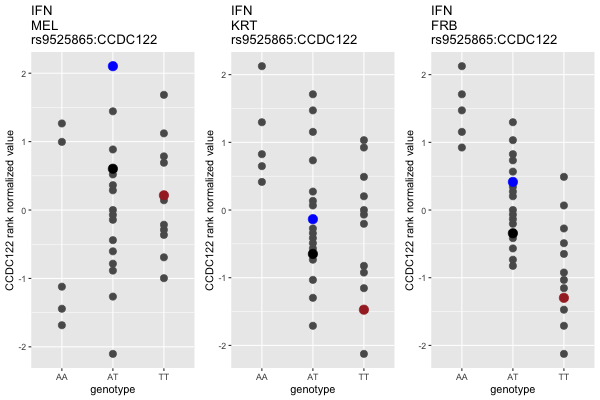 IFN
MEL
rs9525865:CCDC122
CCDC122 rank normalized value
2
1
0
-1
-2
AA
AT
TT
genotype
IFN
KRT
rs9525865:CCDC122
CCDC122 rank normalized value
2
1
0
-1
-2
AA
AT
TT
genotype
IFN
FRB
rs9525865:CCDC122
CCDC122 rank normalized value
2
1
0
-1
-2
AA
AT
TT
genotype